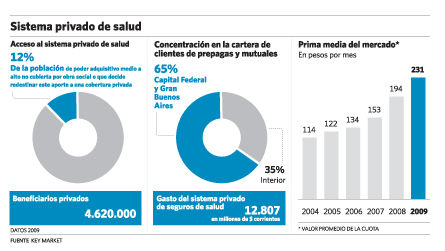 Sistema privado de salud
Acceso al sistema privado de salud
12%
De la población de poder adquisitivo medio a
alto no cubierta por obra social o que decide
redestinar este aporte a una cobertura privada
Beneficiarios privados
4.620.000
DATOS 2009
FUENTE KEY MARKET
Concentración en la cartera de
clientes de prepagas y mutuales
65%
Capital Federal
y Gran
Buenos
Aires
35%
Interior
Gasto del sistema privado
de seguros de salud
12.807
en millones de $ corrientes
Prima media del mercado*
En pesos por mes
114
122
134
153
194
231
2004
2005
2006
2007
2008
2009
* VALOR PROMEDIO DE LA CUOTA